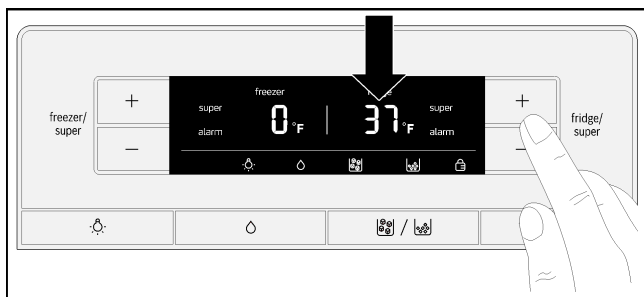 freezer
super
alarm
0°F
37°F
super
alarm
freezer/
super
+
−
+
−
fridge/
super
/